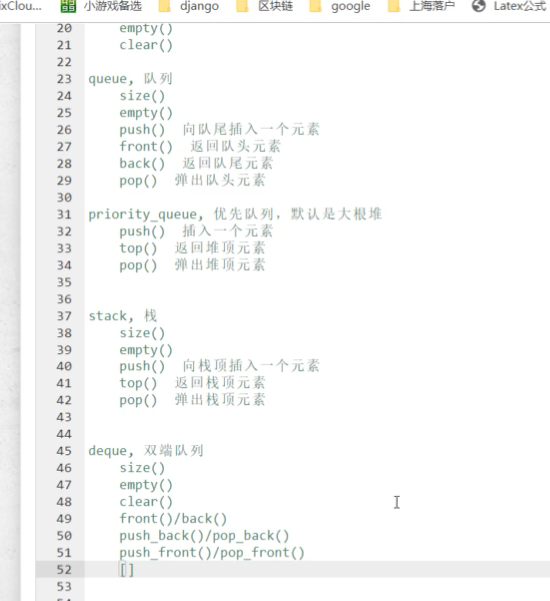 ixClou...
小游戏备选
django
区块链
google
上海落户
Latex公式
20 empty()
21 clear()
22
23 queue, 队列
24 size()
25 empty()
26 push() 向队尾插入一个元素
27 front() 返回队头元素
28 back() 返回队尾元素
29 pop() 弹出队头元素
30
31 priority_queue, 优先队列，默认是大根堆
32 push() 插入一个元素
33 top() 返回堆顶元素
34 pop() 弹出堆顶元素
35
36
37 stack, 栈
38 size()
39 empty()
40 push() 向栈顶插入一个元素
41 top() 返回栈顶元素
42 pop() 弹出栈顶元素
43
44
45 deque, 双端队列
46 size()
47 empty()
48 clear()
49 front()/back()
50 push_back()/pop_back()
51 push_front()/pop_front()
52 []
53